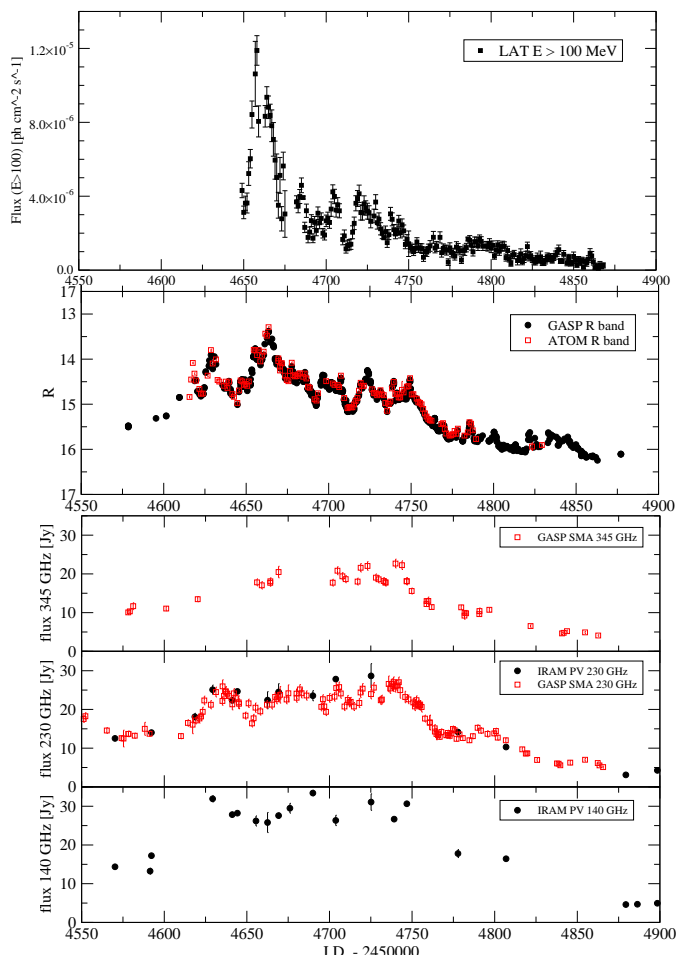 1.2×10^-5
LAT E > 100 MeV
8.0×10^-6
Flux (E>100) [ph cm^-2 s^-1]
4.0×10^-6
0.0
4550 4600 4650 4700 4750 4800 4850 4900
17
13
GASP R band
ATOM R band
14
R
15
16
17
4550 4600 4650 4700 4750 4800 4850 4900
30
GASP SMA 345 GHz
flux 345 GHz [Jy]
20
10
0
30
IRAM PV 230 GHz
GASP SMA 230 GHz
flux 230 GHz [Jy]
20
10
0
30
IRAM PV 140 GHz
flux 140 GHz [Jy]
20
10
0
4550 4600 4650 4700 4750 4800 4850 4900
J.D. - 2450000